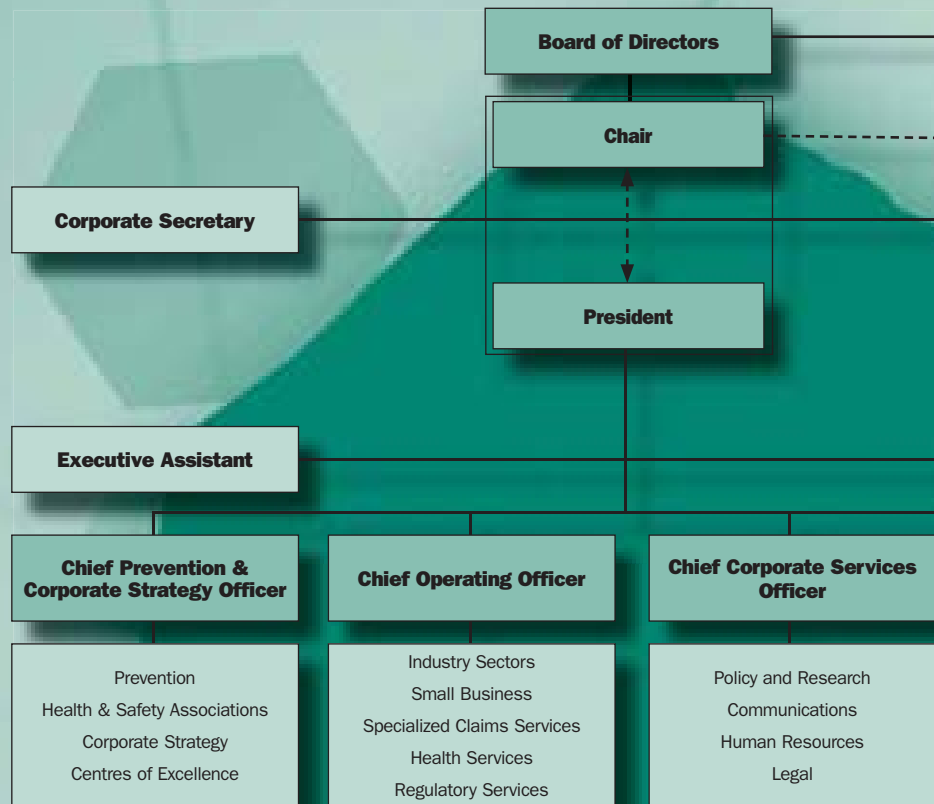 Board of Directors
Chair
Corporate Secretary
President
Executive Assistant
Chief Prevention &
Corporate Strategy Officer
Prevention
Health & Safety Associations
Corporate Strategy
Centres of Excellence
Chief Operating Officer
Industry Sectors
Small Business
Specialized Claims Services
Health Services
Regulatory Services
Chief Corporate Services
Officer
Policy and Research
Communications
Human Resources
Legal